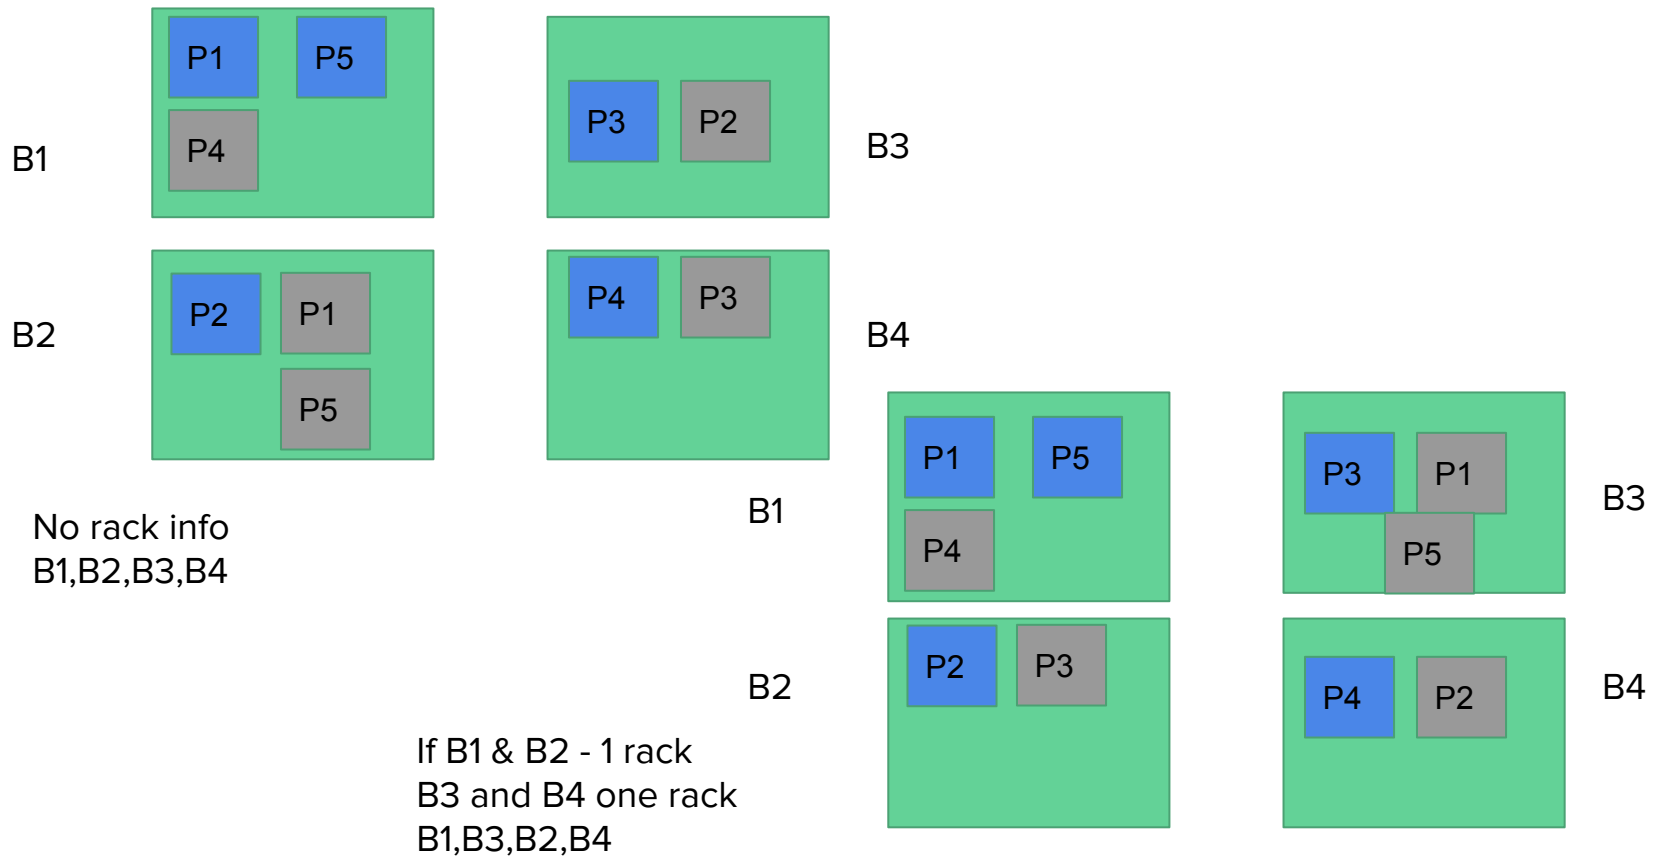 P1
P5
P4
B1
P3
P2
B3
P2
P1
P5
B2
P4
P3
B4
No rack info
B1,B2,B3,B4
P1
P5
P4
B1
P3
P1
P5
B3
P2
P3
B2
P4
P2
B4
If B1 & B2 - 1 rack
B3 and B4 one rack
B1,B3,B2,B4